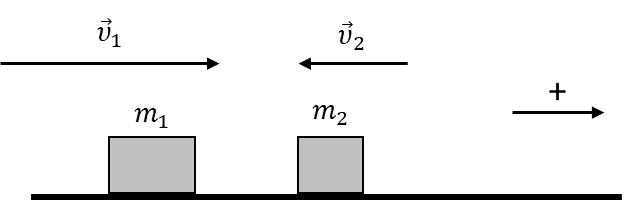 v⃗₁
v⃗₂
+
m₁
m₂